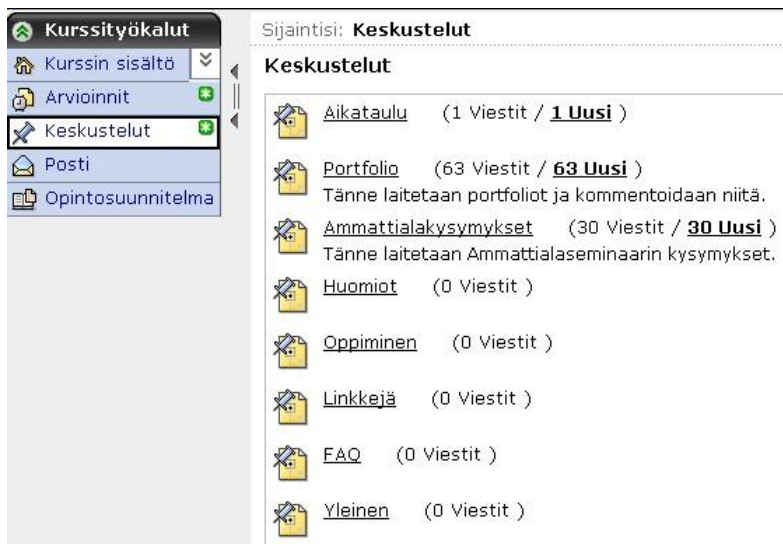 Kurssityökalut
Kurssin sisältö
Arvioinnit
Keskustelut
Posti
Opintosuunnitelma
Sijaintisi: Keskustelut
Keskustelut
Aikataulu (1 Viestit / 1 Uusi )
Portfolio (63 Viestit / 63 Uusi )
Tänne laitetaan portfoliot ja kommentoidaan niitä.
Ammattialakysymykset (30 Viestit / 30 Uusi )
Tänne laitetaan Ammattialaseminaarin kysymykset.
Huomiot (0 Viestit )
Oppiminen (0 Viestit )
Linkkejä (0 Viestit )
FAQ (0 Viestit )
Yleinen (0 Viestit )